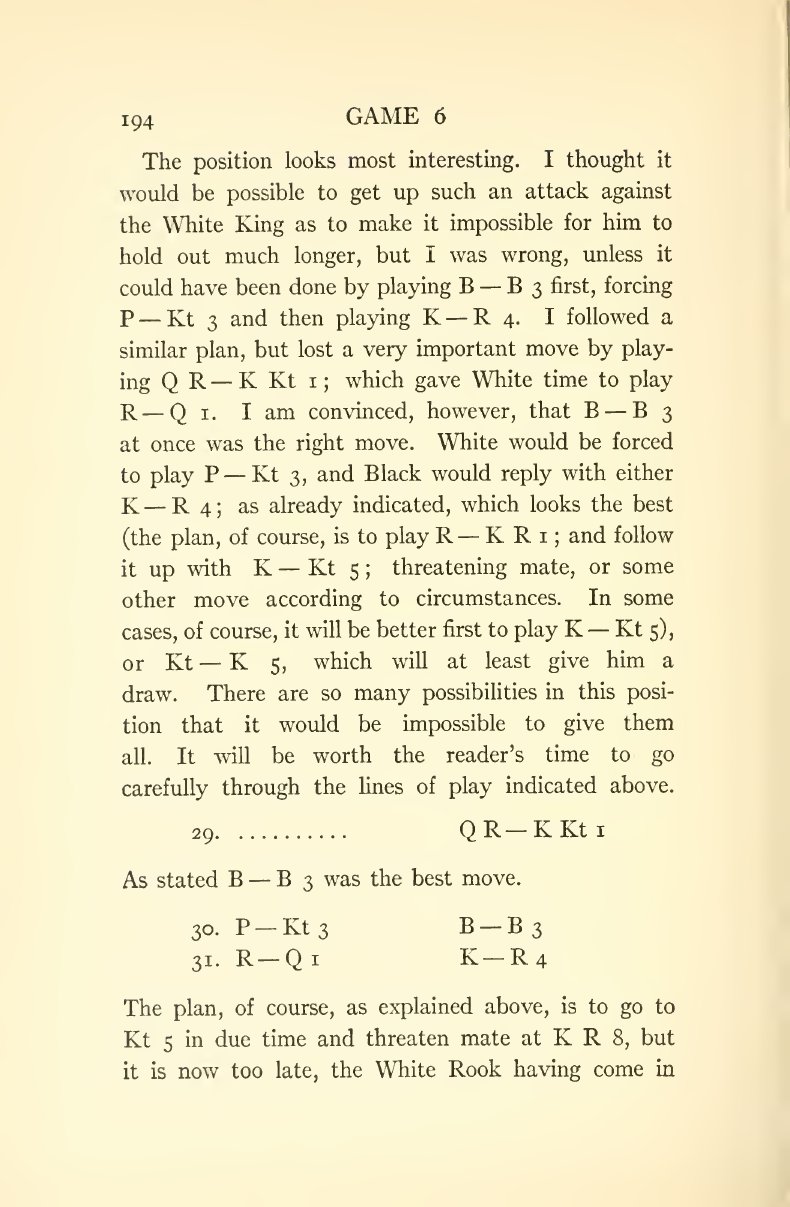 194
GAME 6
The position looks most interesting. I thought it
would be possible to get up such an attack against
the White King as to make it impossible for him to
hold out much longer, but I was wrong, unless it
could have been done by playing B — B 3 first, forcing
P — Kt 3 and then playing K — R 4. I followed a
similar plan, but lost a very important move by play-
ing Q R — K Kt 1; which gave White time to play
R — Q 1. I am convinced, however, that B — B 3
at once was the right move. White would be forced
to play P — Kt 3, and Black would reply with either
K — R 4; as already indicated, which looks the best
(the plan, of course, is to play R — K R 1; and follow
it up with K — Kt 5; threatening mate, or some
other move according to circumstances. In some
cases, of course, it will be better first to play K — Kt 5),
or Kt — K 5, which will at least give him a
draw. There are so many possibilities in this posi-
tion that it would be impossible to give them
all. It will be worth the reader's time to go
carefully through the lines of play indicated above.
29. .......... Q R — K Kt 1
As stated B — B 3 was the best move.
30. P — Kt 3 B — B 3
31. R — Q 1 K — R 4
The plan, of course, as explained above, is to go to
Kt 5 in due time and threaten mate at K R 8, but
it is now too late, the White Rook having come in